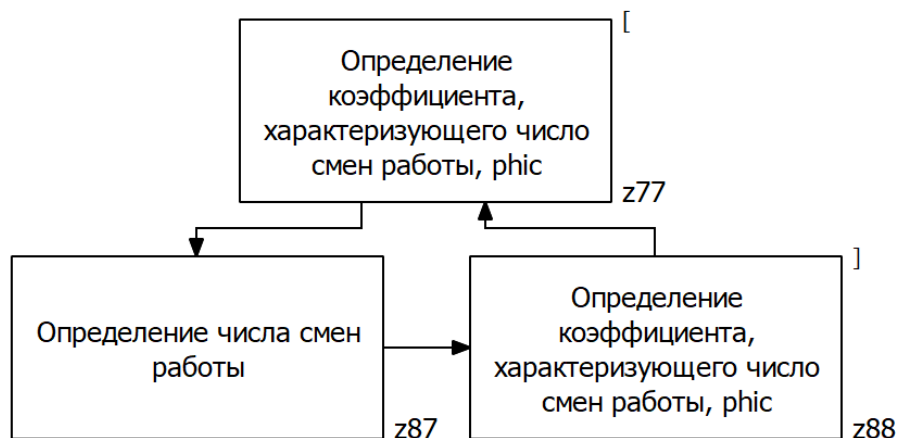 [
Определение
коэффициента,
характеризующего число
смен работы, phic
z77
Определение числа смен
работы
z87
]
Определение
коэффициента,
характеризующего число
смен работы, phic
z88